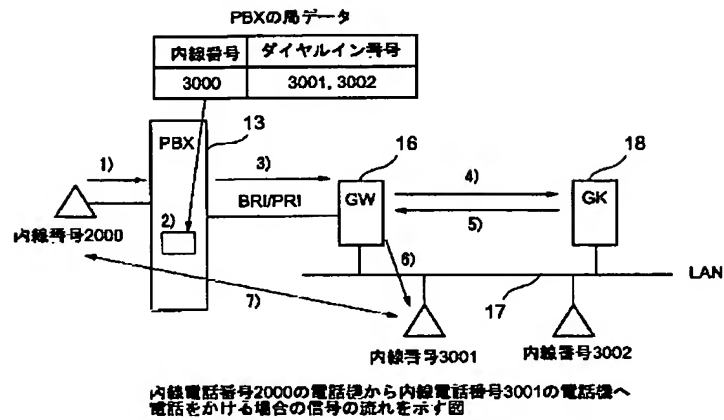 PBXの局データ
内線番号 ダイヤルイン番号
3000 3001, 3002
13
PBX
16
18
1)
3)
4)
GW
GK
BRI/PRI
5)
2)
内線番号2000
6)
LAN
7)
17
内線番号3001
内線番号3002
内線電話番号2000の電話機から内線電話番号3001の電話機へ
電話をかける場合の信号の流れを示す図